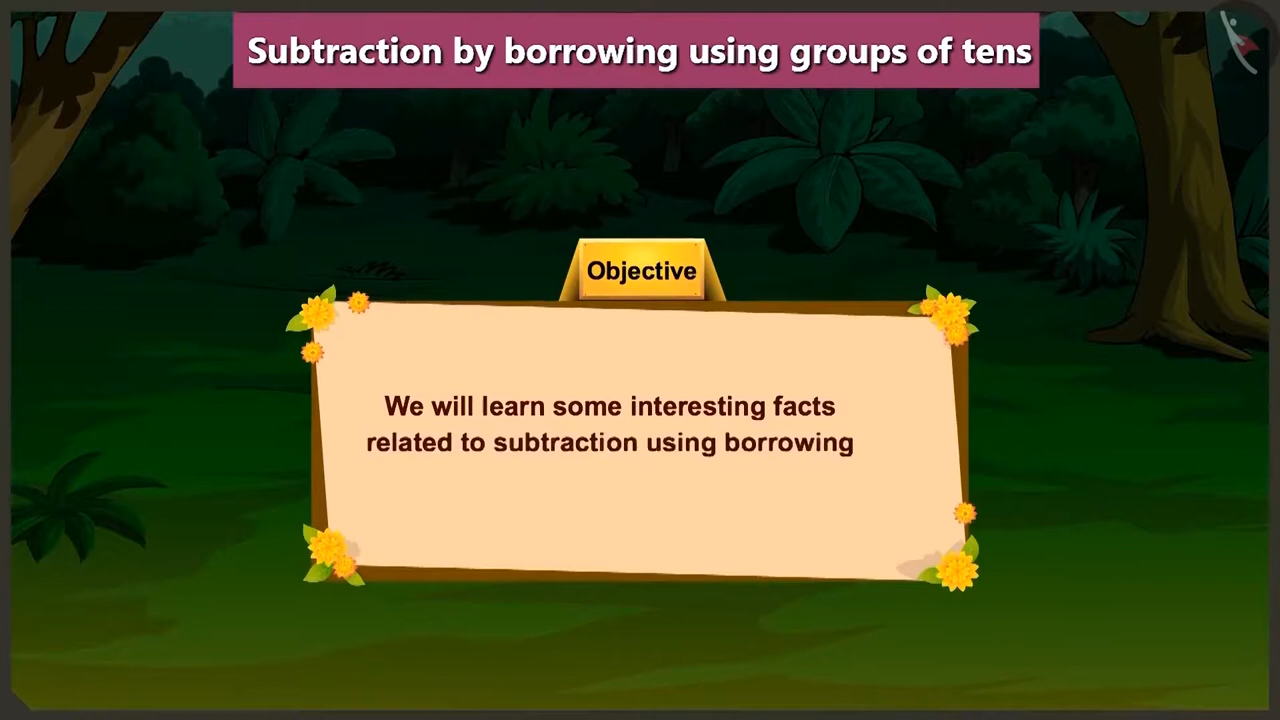 Subtraction by borrowing using groups of tens
Objective
We will learn some interesting facts
related to subtraction using borrowing